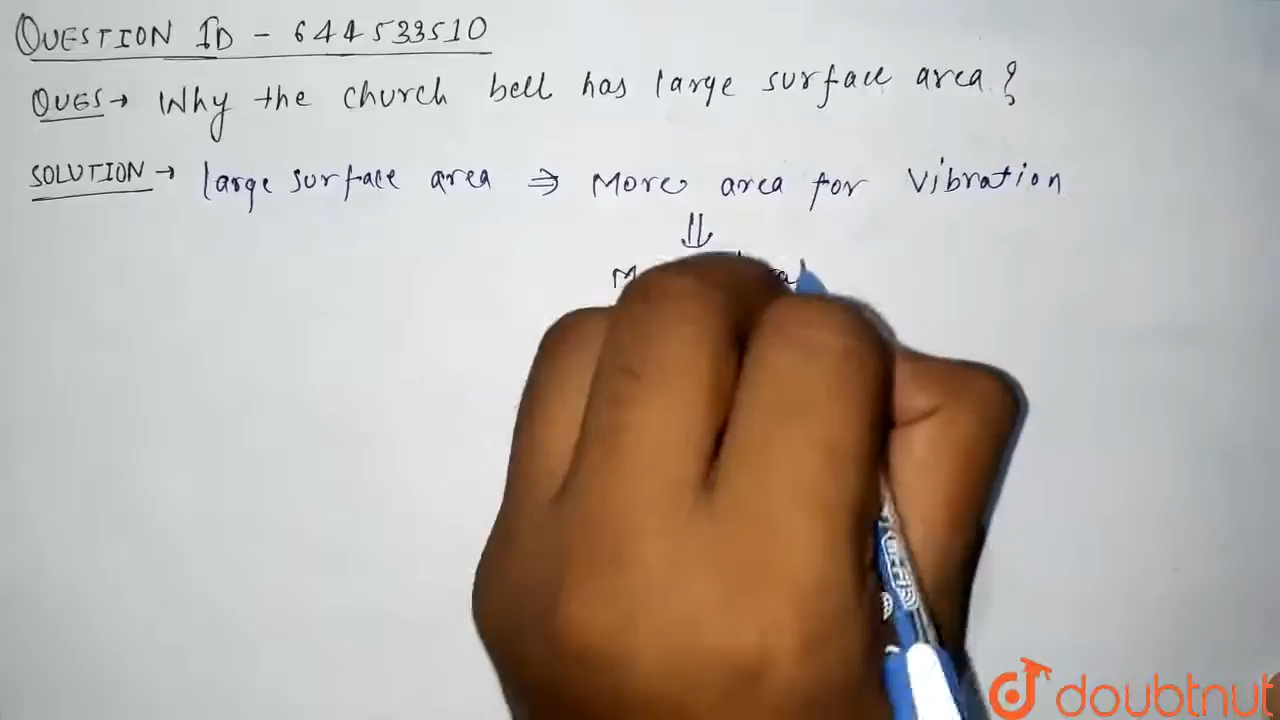 QUESTION ID - 644533510
QUES → Why the church bell has large surface area?
SOLUTION → large surface area ⇒ More area for Vibration
⇓
doubtnut